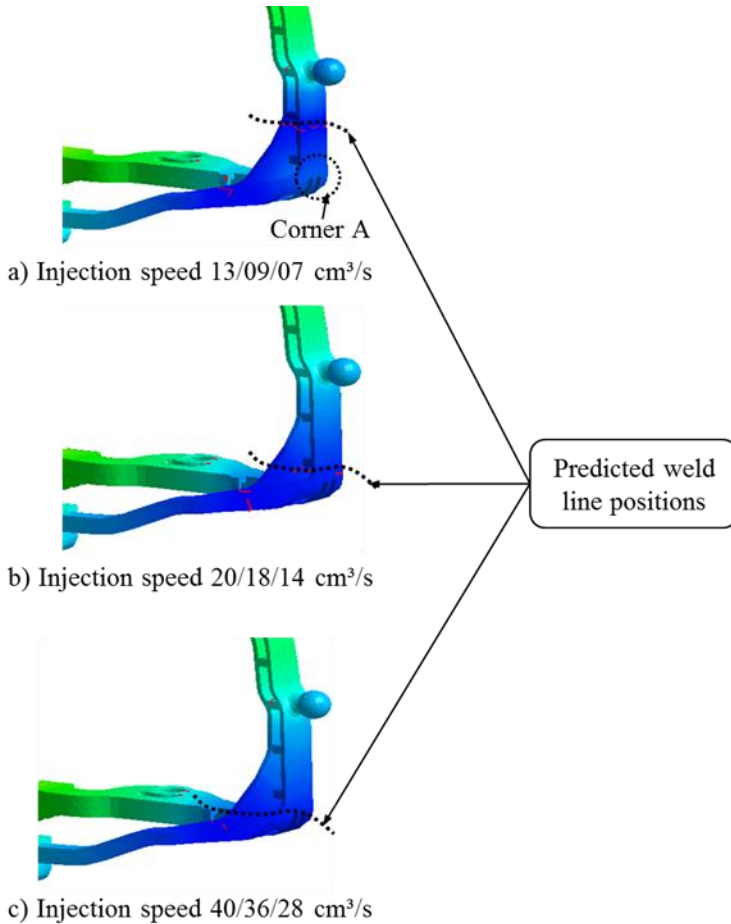 Corner A
a) Injection speed 13/09/07 cm³/s
Predicted weld
line positions
b) Injection speed 20/18/14 cm³/s
c) Injection speed 40/36/28 cm³/s